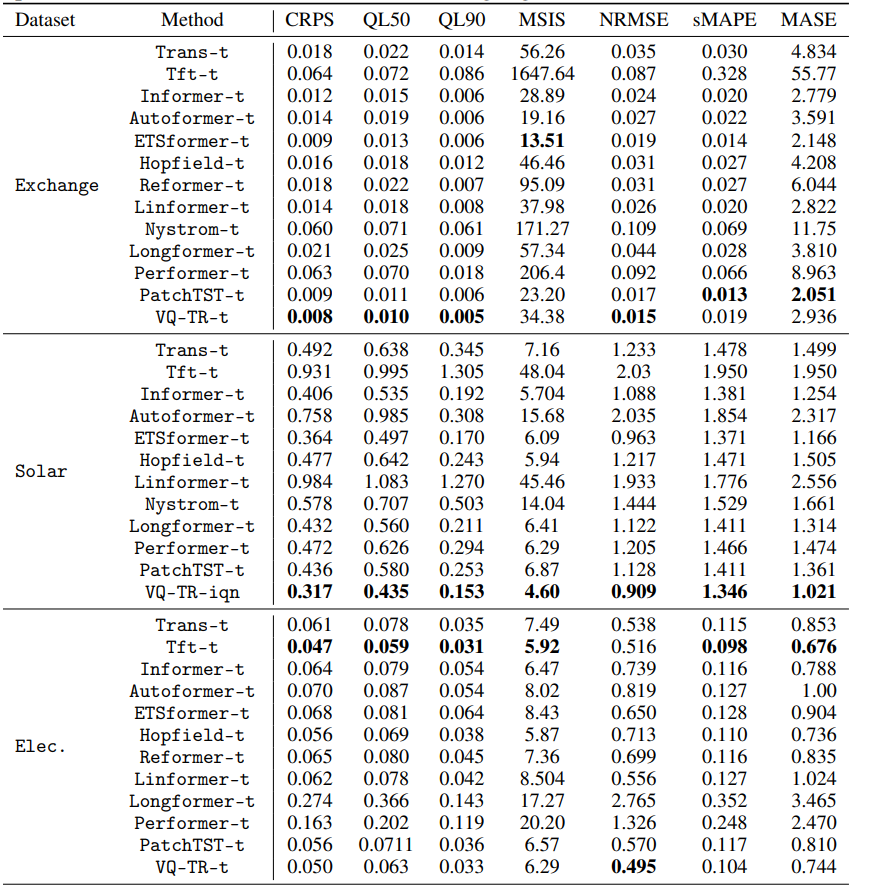 Dataset Method CRPS QL50 QL90 MSIS NRMSE sMAPE MASE
Trans-t 0.018 0.022 0.014 56.26 0.035 0.030 4.834
Tft-t 0.064 0.072 0.086 1647.64 0.087 0.328 55.77
Informer-t 0.012 0.015 0.006 28.89 0.024 0.020 2.779
Autoformer-t 0.014 0.019 0.006 19.16 0.027 0.022 3.591
ETSformer-t 0.009 0.013 0.006 13.51 0.019 0.014 2.148
Hopfield-t 0.016 0.018 0.012 46.46 0.031 0.027 4.208
Exchange Reformer-t 0.018 0.022 0.007 95.09 0.031 0.027 6.044
Linformer-t 0.014 0.018 0.008 37.98 0.026 0.020 2.822
Nystrom-t 0.060 0.071 0.061 171.27 0.109 0.069 11.75
Longformer-t 0.021 0.025 0.009 57.34 0.044 0.028 3.810
Performer-t 0.063 0.070 0.018 206.4 0.092 0.066 8.963
PatchTST-t 0.009 0.011 0.006 23.20 0.017 0.013 2.051
VQ-TR-t 0.008 0.010 0.005 34.38 0.015 0.019 2.936
Trans-t 0.492 0.638 0.345 7.16 1.233 1.478 1.499
Tft-t 0.931 0.995 1.305 48.04 2.03 1.950 1.950
Informer-t 0.406 0.535 0.192 5.704 1.088 1.381 1.254
Autoformer-t 0.758 0.985 0.308 15.68 2.035 1.854 2.317
ETSformer-t 0.364 0.497 0.170 6.09 0.963 1.371 1.166
Hopfield-t 0.477 0.642 0.243 5.94 1.217 1.471 1.505
Solar Linformer-t 0.984 1.083 1.270 45.46 1.933 1.776 2.556
Nystrom-t 0.578 0.707 0.503 14.04 1.444 1.529 1.661
Longformer-t 0.432 0.560 0.211 6.41 1.122 1.411 1.314
Performer-t 0.472 0.626 0.294 6.29 1.205 1.466 1.474
PatchTST-t 0.436 0.580 0.253 6.87 1.128 1.411 1.361
VQ-TR-iqn 0.317 0.435 0.153 4.60 0.909 1.346 1.021
Trans-t 0.061 0.078 0.035 7.49 0.538 0.115 0.853
Tft-t 0.047 0.059 0.031 5.92 0.516 0.098 0.676
Informer-t 0.064 0.079 0.054 6.47 0.739 0.116 0.788
Autoformer-t 0.070 0.087 0.054 8.02 0.819 0.127 1.00
ETSformer-t 0.068 0.081 0.064 8.43 0.650 0.128 0.904
Hopfield-t 0.056 0.069 0.038 5.87 0.713 0.110 0.736
Elec. Reformer-t 0.065 0.080 0.045 7.36 0.699 0.116 0.835
Linformer-t 0.062 0.078 0.042 8.504 0.556 0.127 1.024
Longformer-t 0.274 0.366 0.143 17.27 2.765 0.352 3.465
Performer-t 0.163 0.202 0.119 20.20 1.326 0.248 2.470
PatchTST-t 0.056 0.0711 0.036 6.57 0.570 0.117 0.810
VQ-TR-t 0.050 0.063 0.033 6.29 0.495 0.104 0.744